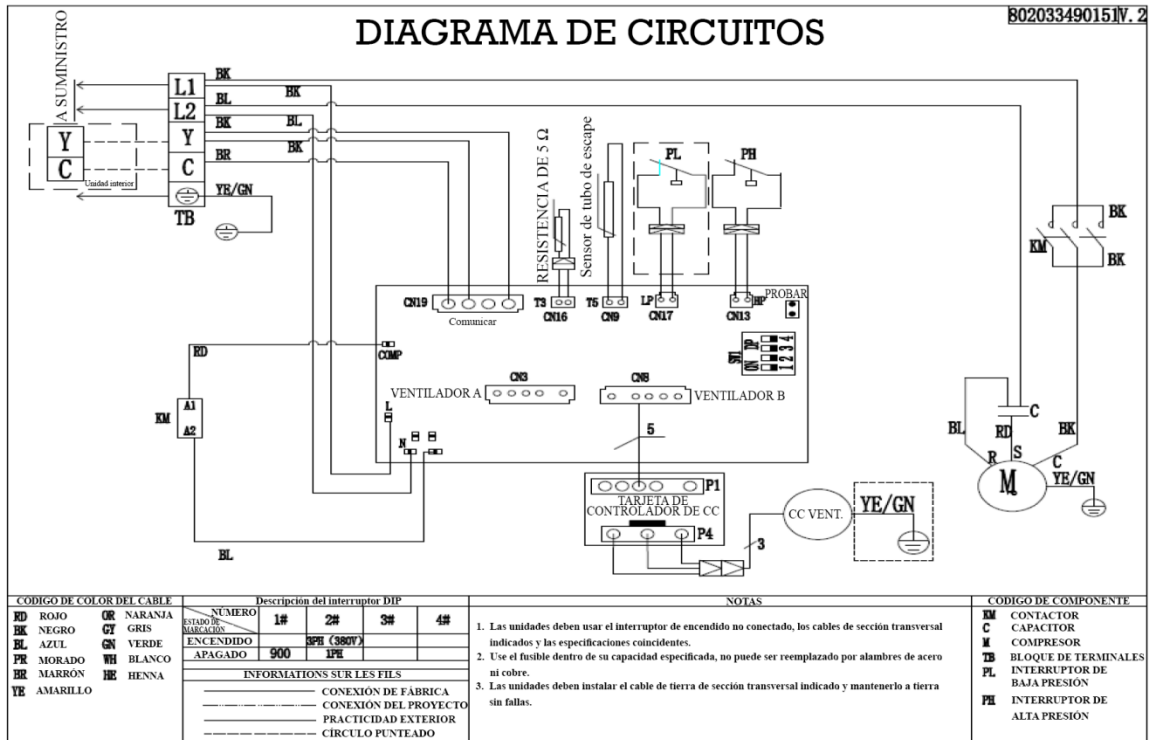 802033490151V.2
DIAGRAMA DE CIRCUITOS
A SUMINISTRO
L1
L2
Y
C
TB
Y
C
Unidad interior
BK
BK
BL
BK
BL
BK
BR
YE/GN
RESISTENCIA DE 5 Ω
Sensor de tubo de escape
PL
PH
KM
BK
BK
CN19
Comunicar
T3
CN16
T5
CN9
LP
CN17
HP
CN13
PROBAR
SW1
ON DP
1 2 3 4
RD
COMP
KM
A1
A2
VENTILADOR A
CN3
CN8
VENTILADOR B
L
N
5
BL
P1
TARJETA DE
CONTROLADOR DE CC
P4
3
CC VENT.
YE/GN
C
BL
RD
BK
R
S
C
M
YE/GN
CODIGO DE COLOR DEL CABLE
RD ROJO OR NARANJA
BK NEGRO GY GRIS
BL AZUL GN VERDE
PR MORADO WH BLANCO
BR MARRÓN HE HENNA
YE AMARILLO
Descripción del interruptor DIP
NÚMERO 1# 2# 3# 4#
ESTADO DE
MARCACIÓN
ENCENDIDO 3PH (380V)
APAGADO 900 1PH
INFORMATIONS SUR LES FILS
CONEXIÓN DE FÁBRICA
CONEXIÓN DEL PROYECTO
PRACTICIDAD EXTERIOR
CÍRCULO PUNTEADO
NOTAS
1. Las unidades deben usar el interruptor de encendido no conectado, los cables de sección transversal
indicados y las especificaciones coincidentes.
2. Use el fusible dentro de su capacidad especificada, no puede ser reemplazado por alambres de acero
ni cobre.
3. Las unidades deben instalar el cable de tierra de sección transversal indicado y mantenerlo a tierra
sin fallas.
CODIGO DE COMPONENTE
KM CONTACTOR
C CAPACITOR
M COMPRESOR
TB BLOQUE DE TERMINALES
PL INTERRUPTOR DE
BAJA PRESIÓN
PH INTERRUPTOR DE
ALTA PRESIÓN